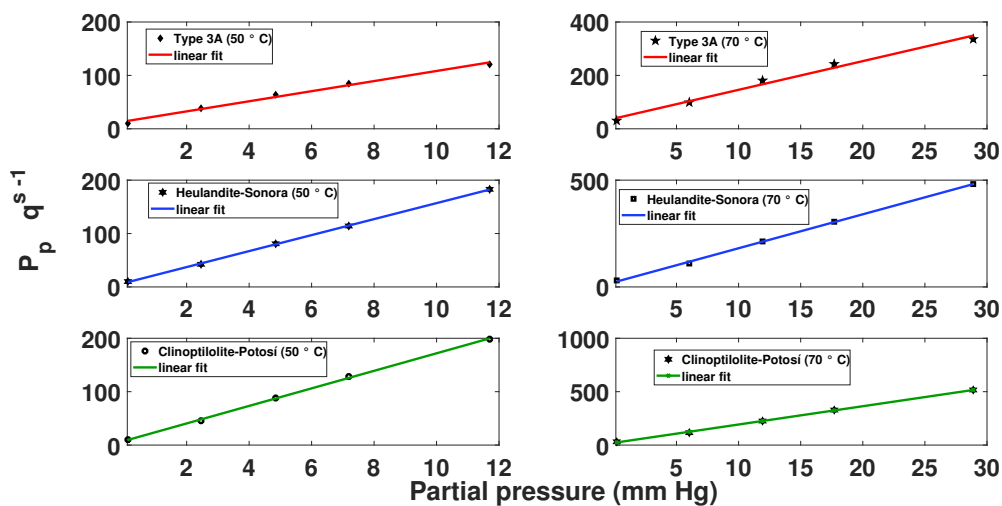 200
100
0
Type 3A (50 ° C)
linear fit
2 4 6 8 10 12
400
200
0
Type 3A (70 ° C)
linear fit
5 10 15 20 25 30
200
100
0
Heulandite-Sonora (50 ° C)
linear fit
2 4 6 8 10 12
500
0
Heulandite-Sonora (70 ° C)
linear fit
5 10 15 20 25 30
200
100
0
Clinoptilolite-Potosí (50 ° C)
linear fit
2 4 6 8 10 12
1000
500
0
Clinoptilolite-Potosí (70 ° C)
linear fit
5 10 15 20 25 30
P_p q^s -1
Partial pressure (mm Hg)